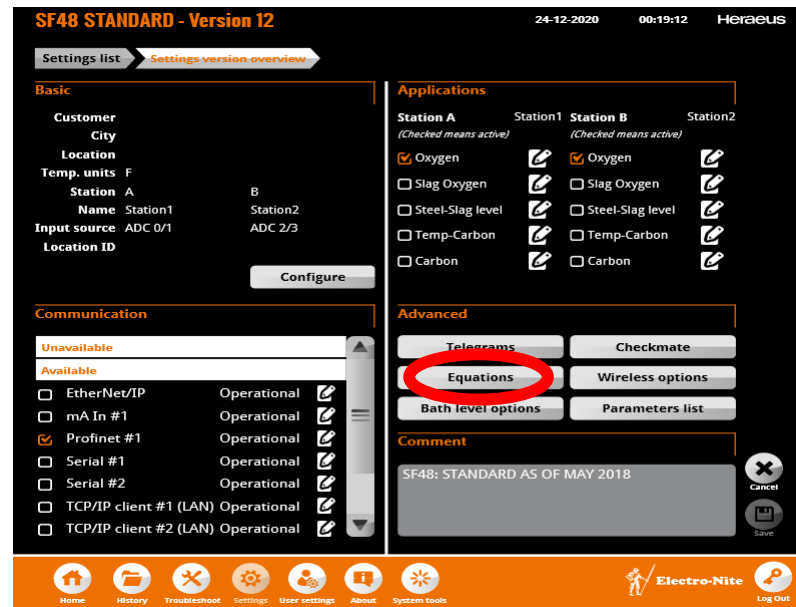 SF48 STANDARD - Version 12 24-12-2020 00:19:12 Heraeus
Settings list Settings version overview
Basic
Customer
City
Location
Temp. units F
Station A B
Name Station1 Station2
Input source ADC 0/1 ADC 2/3
Location ID
Configure
Applications
Station A Station1 Station B Station2
(Checked means active) (Checked means active)
Oxygen Oxygen
Slag Oxygen Slag Oxygen
Steel-Slag level Steel-Slag level
Temp-Carbon Temp-Carbon
Carbon Carbon
Communication
Unavailable
Available
EtherNet/IP Operational
mA In #1 Operational
Profinet #1 Operational
Serial #1 Operational
Serial #2 Operational
TCP/IP client #1 (LAN) Operational
TCP/IP client #2 (LAN) Operational
Advanced
Telegrams Checkmate
Equations Wireless options
Bath level options Parameters list
Comment
SF48: STANDARD AS OF MAY 2018
Cancel
Save
Home History Troubleshoot Settings User settings About System tools Electro-Nite Log Out